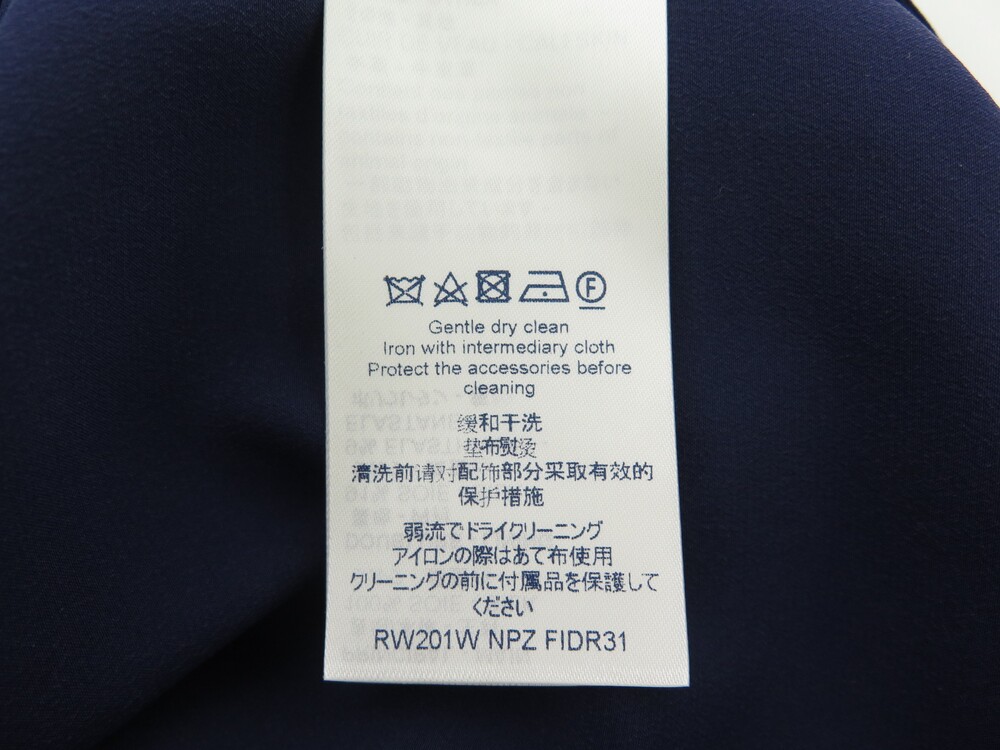 F
Gentle dry clean
Iron with intermediary cloth
Protect the accessories before
cleaning
缓和干洗
垫布熨烫
清洗前请对配饰部分采取有效的
保护措施
弱流でドライクリーニング
アイロンの際はあて布使用
クリーニングの前に付属品を保護して
ください
RW201W NPZ FIDR31